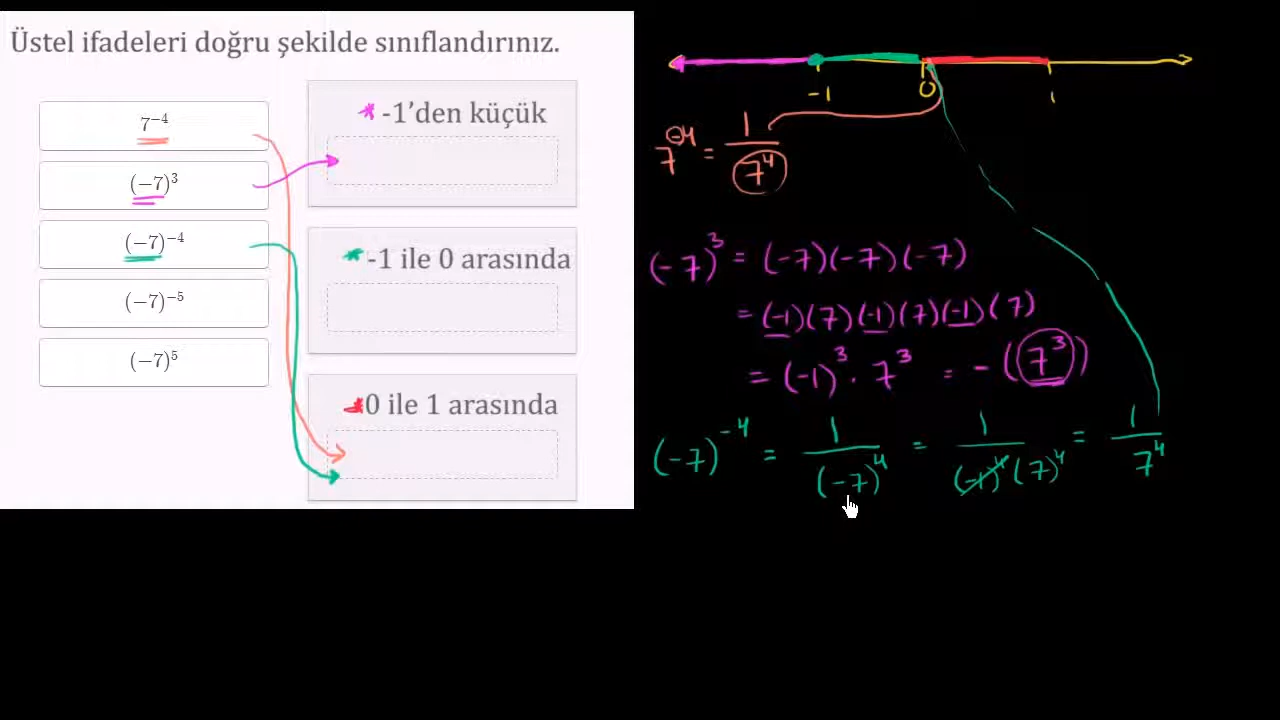 Üstel ifadeleri doğru şekilde sınıflandırınız.
7⁻⁴
(−7)³
(−7)⁻⁴
(−7)⁻⁵
(−7)⁵
-1’den küçük
-1 ile 0 arasında
0 ile 1 arasında
-1 0 1
7⁻⁴ = 1/7⁴
(-7)³ = (-7)(-7)(-7)
= (-1)(7)(-1)(7)(-1)(7)
= (-1)³ · 7³ = -(7³)
(-7)⁻⁴ = 1/(-7)⁴ = 1/(-1)⁴(7)⁴ = 1/7⁴